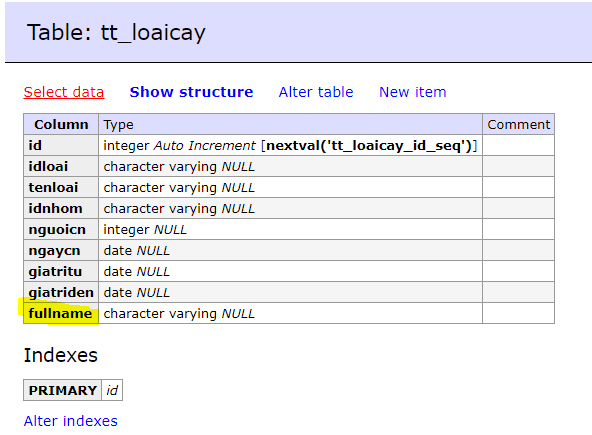 Table: tt_loaicay
Select data Show structure Alter table New item
Column Type Comment
id integer Auto Increment [nextval('tt_loaicay_id_seq')]
idloai character varying NULL
tenloai character varying NULL
idnhom character varying NULL
nguoicn integer NULL
ngaycn date NULL
giatritu date NULL
giatriden date NULL
fullname character varying NULL
Indexes
PRIMARY id
Alter indexes